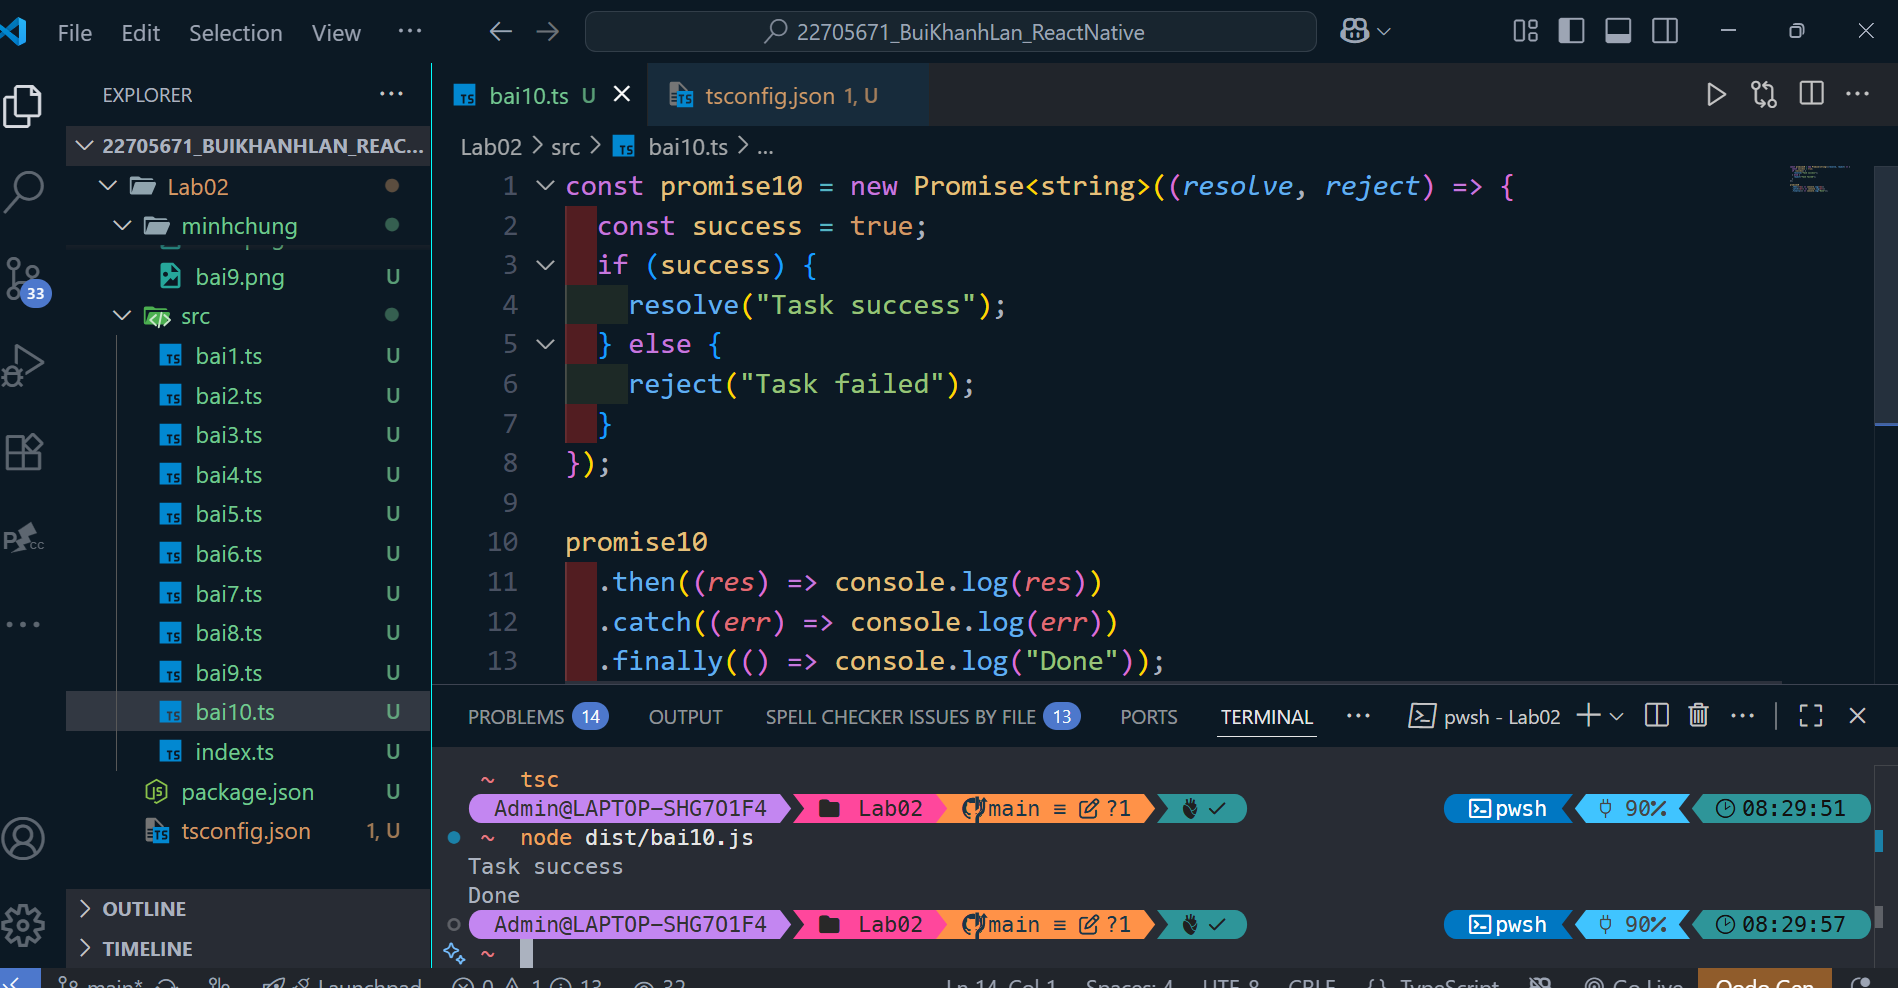 File Edit Selection View ··· 22705671_BuiKhanhLan_ReactNative
EXPLORER
22705671_BUIKHANHLAN_REAC...
Lab02
minhchung
bai9.png U
33
src
bai1.ts U
bai2.ts U
bai3.ts U
bai4.ts U
bai5.ts U
bai6.ts U
bai7.ts U
bai8.ts U
bai9.ts U
bai10.ts U
index.ts U
package.json U
tsconfig.json 1, U
OUTLINE
TIMELINE
bai10.ts U tsconfig.json 1, U
Lab02 > src > bai10.ts > ...
1 const promise10 = new Promise<string>((resolve, reject) => {
2 const success = true;
3 if (success) {
4 resolve("Task success");
5 } else {
6 reject("Task failed");
7 }
8 });
9
10 promise10
11 .then((res) => console.log(res))
12 .catch((err) => console.log(err))
13 .finally(() => console.log("Done"));
PROBLEMS 14 OUTPUT SPELL CHECKER ISSUES BY FILE 13 PORTS TERMINAL ··· pwsh - Lab02
~ tsc
Admin@LAPTOP-SHG7O1F4 Lab02 main ≡ ?1 ✓ pwsh 90% 08:29:51
~ node dist/bai10.js
Task success
Done
Admin@LAPTOP-SHG7O1F4 Lab02 main ≡ ?1 ✓ pwsh 90% 08:29:57
~
main* Launchpad 0 1 13 32 Ln 14, Col 1 Spaces: 4 UTF-8 CRLF {} TypeScript Go Live Qodo Gen